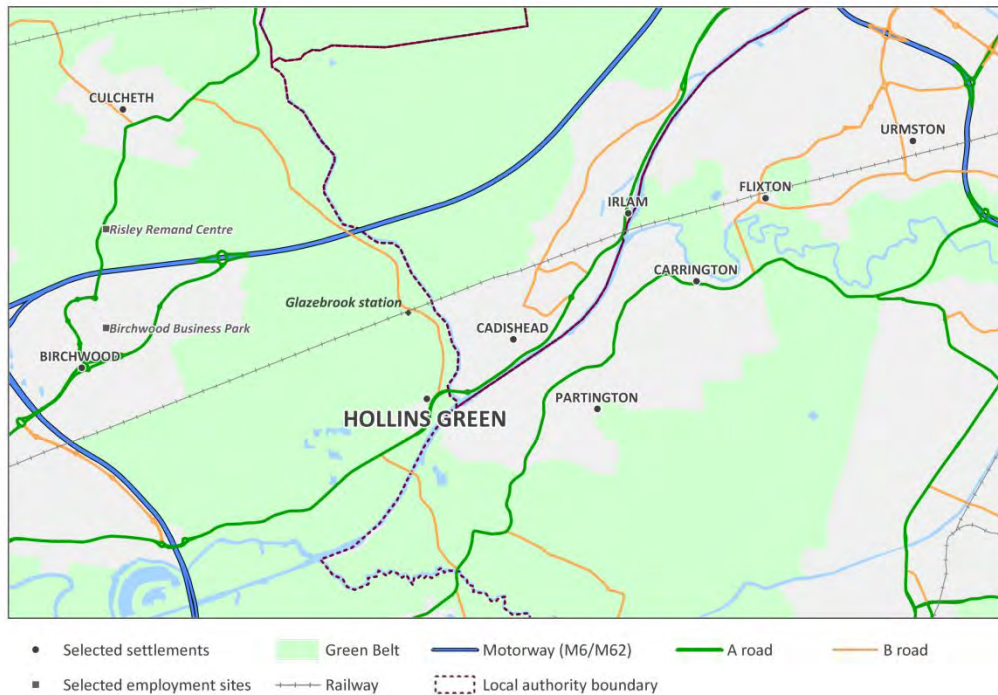 CULCHETH
URMSTON
FLIXTON
IRLAM
Risley Remand Centre
CARRINGTON
Glazebrook station
Birchwood Business Park
CADISHEAD
BIRCHWOOD
PARTINGTON
HOLLINS GREEN
Selected settlements
Green Belt
Motorway (M6/M62)
A road
B road
Selected employment sites
Railway
Local authority boundary